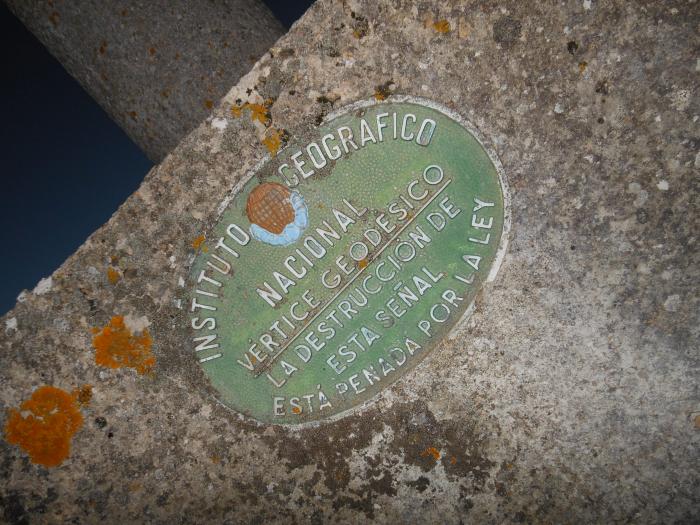 INSTITUTO GEOGRAFICO
NACIONAL
VÉRTICE GEODÉSICO
LA DESTRUCCIÓN DE
ESTA SEÑAL
ESTÁ PENADA POR LA LEY